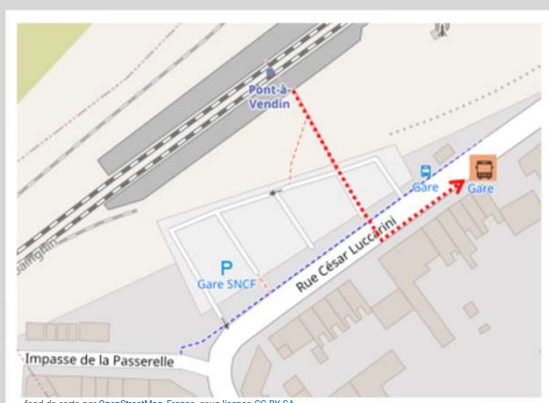 Pont-à-
Vendin
Gare
Gare
P
Gare SNCF
Rue César Luccarini
Impasse de la Passerelle
fond de carte par OpenStreetMap France, sous licence CC BY-SA